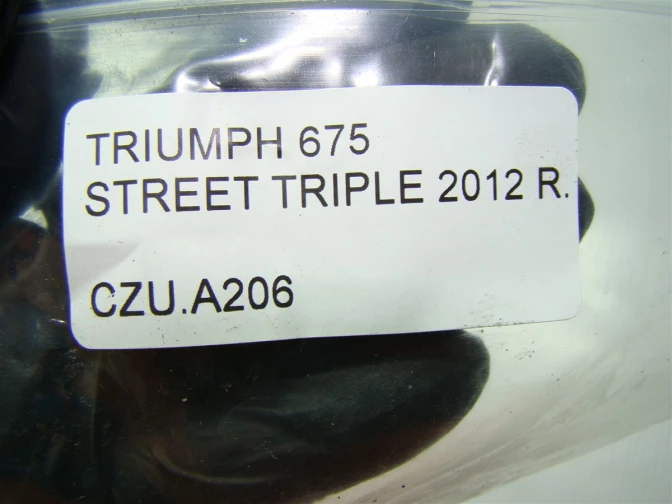 TRIUMPH 675
STREET TRIPLE 2012 R.
CZU.A206